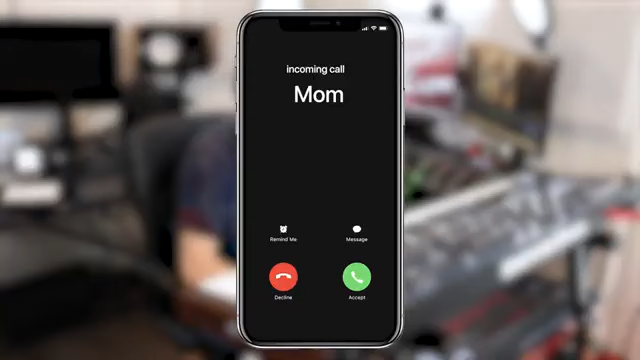 incoming call
Mom
Remind Me
Message
Decline
Accept